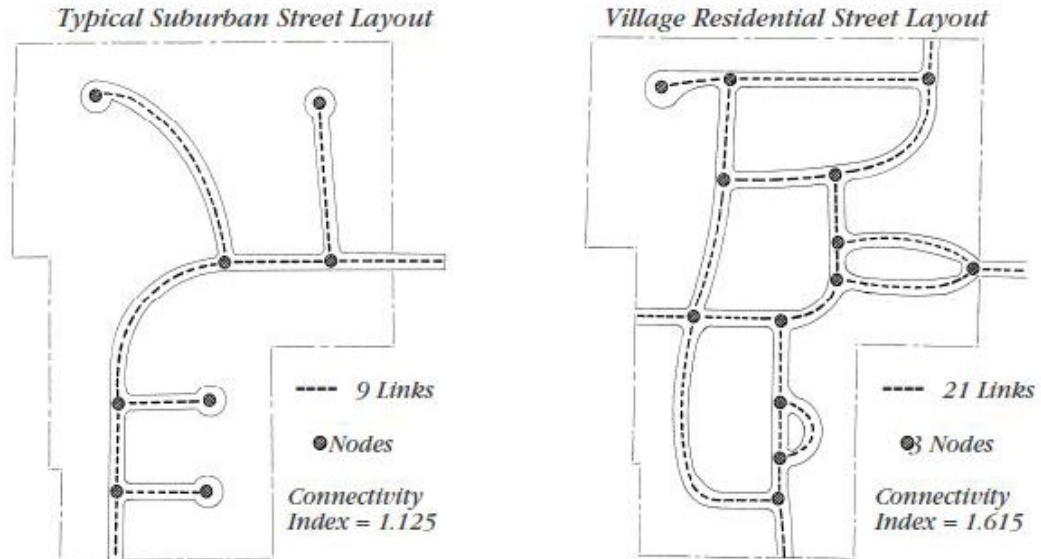 Typical Suburban Street Layout
Village Residential Street Layout
9 Links
Nodes
Connectivity
Index = 1.125
21 Links
3 Nodes
Connectivity
Index = 1.615